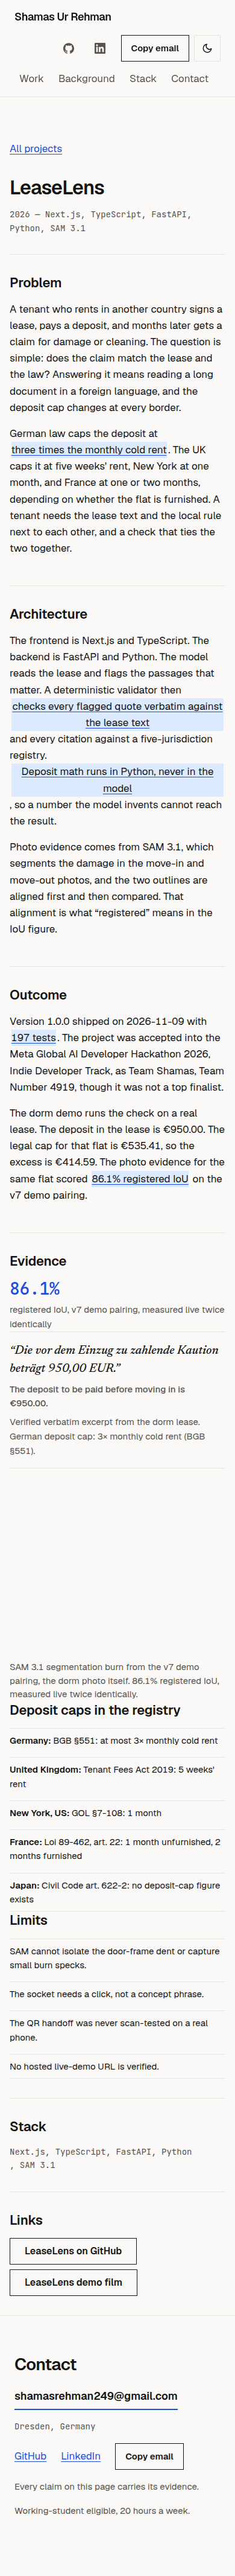 Shamas Ur Rehman
Copy email
Work Background Stack Contact
All projects
LeaseLens
2026 — Next.js, TypeScript, FastAPI,
Python, SAM 3.1
Problem
A tenant who rents in another country signs a
lease, pays a deposit, and months later gets a
claim for damage or cleaning. The question is
simple: does the claim match the lease and
the law? Answering it means reading a long
document in a foreign language, and the
deposit cap changes at every border.
German law caps the deposit at
three times the monthly cold rent. The UK
caps it at five weeks' rent, New York at one
month, and France at one or two months,
depending on whether the flat is furnished. A
tenant needs the lease text and the local rule
next to each other, and a check that ties the
two together.
Architecture
The frontend is Next.js and TypeScript. The
backend is FastAPI and Python. The model
reads the lease and flags the passages that
matter. A deterministic validator then
checks every flagged quote verbatim against
the lease text
and every citation against a five-jurisdiction
registry.
Deposit math runs in Python, never in the
model
, so a number the model invents cannot reach
the result.
Photo evidence comes from SAM 3.1, which
segments the damage in the move-in and
move-out photos, and the two outlines are
aligned first and then compared. That
alignment is what “registered” means in the
IoU figure.
Outcome
Version 1.0.0 shipped on 2026-11-09 with
197 tests. The project was accepted into the
Meta Global AI Developer Hackathon 2026,
Indie Developer Track, as Team Shamas, Team
Number 4919, though it was not a top finalist.
The dorm demo runs the check on a real
lease. The deposit in the lease is €950.00. The
legal cap for that flat is €535.41, so the
excess is €414.59. The photo evidence for the
same flat scored 86.1% registered IoU on the
v7 demo pairing.
Evidence
86.1%
registered IoU, v7 demo pairing, measured live twice
identically
“Die vor dem Einzug zu zahlende Kaution
beträgt 950,00 EUR.”
The deposit to be paid before moving in is
€950.00.
Verified verbatim excerpt from the dorm lease.
German deposit cap: 3× monthly cold rent (BGB
§551).
SAM 3.1 segmentation burn from the v7 demo
pairing, the dorm photo itself. 86.1% registered IoU,
measured live twice identically.
Deposit caps in the registry
Germany: BGB §551: at most 3× monthly cold rent
United Kingdom: Tenant Fees Act 2019: 5 weeks'
rent
New York, US: GOL §7-108: 1 month
France: Loi 89-462, art. 22: 1 month unfurnished, 2
months furnished
Japan: Civil Code art. 622-2: no deposit-cap figure
exists
Limits
SAM cannot isolate the door-frame dent or capture
small burn specks.
The socket needs a click, not a concept phrase.
The QR handoff was never scan-tested on a real
phone.
No hosted live-demo URL is verified.
Stack
Next.js, TypeScript, FastAPI, Python
, SAM 3.1
Links
LeaseLens on GitHub
LeaseLens demo film
Contact
shamasrehman249@gmail.com
Dresden, Germany
GitHub LinkedIn Copy email
Every claim on this page carries its evidence.
Working-student eligible, 20 hours a week.